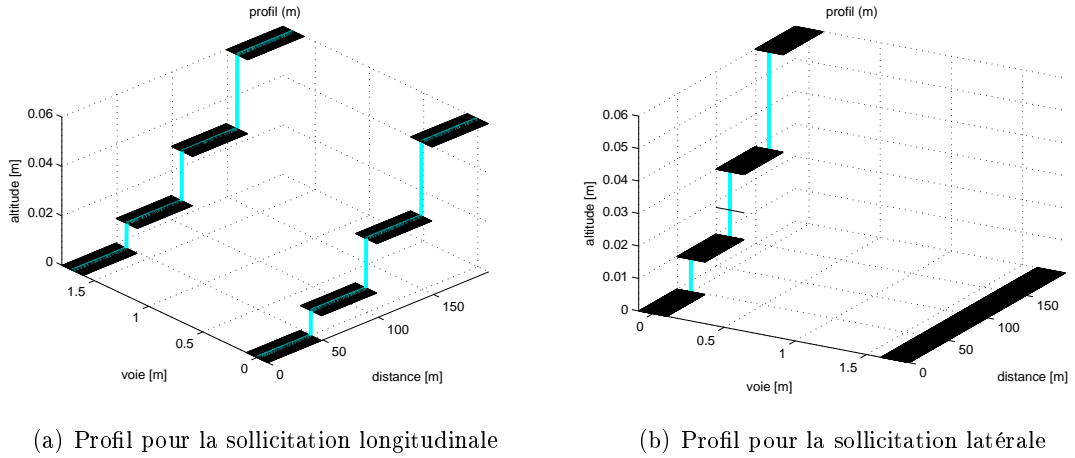 profil (m)
0.06
0.04
0.02
0
altitude [m]
1.5
1
0.5
0
voie [m]
0
50
100
150
distance [m]
(a) Profil pour la sollicitation longitudinale
profil (m)
0.06
0.05
0.04
0.03
0.02
0.01
0
altitude [m]
0
0.5
1
1.5
voie [m]
0
50
100
150
distance [m]
(b) Profil pour la sollicitation latérale